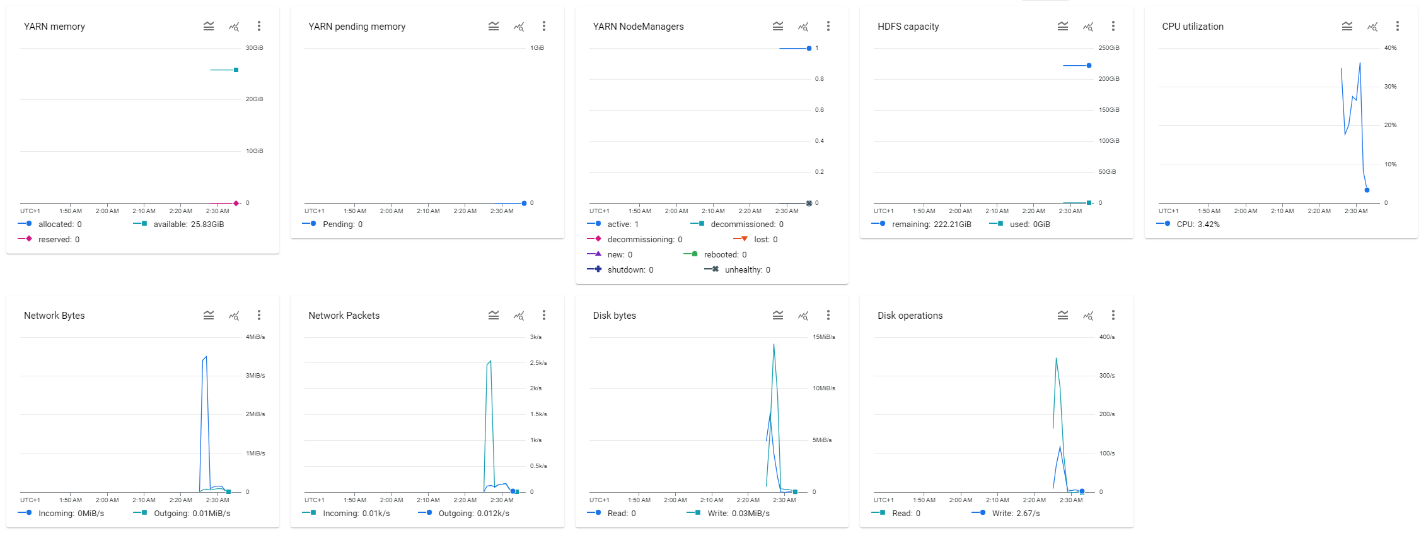 YARN memory
30GiB
20GiB
10GiB
0
UTC+1 1:50 AM 2:00 AM 2:10 AM 2:20 AM 2:30 AM
allocated: 0 available: 25.83GiB
reserved: 0
YARN pending memory
1GiB
0
UTC+1 1:50 AM 2:00 AM 2:10 AM 2:20 AM 2:30 AM
Pending: 0
YARN NodeManagers
1
0.8
0.6
0.4
0.2
0
UTC+1 1:50 AM 2:00 AM 2:10 AM 2:20 AM 2:30 AM
active: 1 decommissioned: 0
decommissioning: 0 lost: 0
new: 0 rebooted: 0
shutdown: 0 unhealthy: 0
HDFS capacity
250GiB
200GiB
150GiB
100GiB
50GiB
0
UTC+1 1:50 AM 2:00 AM 2:10 AM 2:20 AM 2:30 AM
remaining: 222.21GiB used: 0GiB
CPU utilization
40%
30%
20%
10%
0
UTC+1 1:50 AM 2:00 AM 2:10 AM 2:20 AM 2:30 AM
CPU: 3.42%
Network Bytes
4MiB/s
3MiB/s
2MiB/s
1MiB/s
0
UTC+1 1:50 AM 2:00 AM 2:10 AM 2:20 AM 2:30 AM
Incoming: 0MiB/s Outgoing: 0.01MiB/s
Network Packets
3k/s
2.5k/s
2k/s
1.5k/s
1k/s
0.5k/s
0
UTC+1 1:50 AM 2:00 AM 2:10 AM 2:20 AM 2:30 AM
Incoming: 0.01k/s Outgoing: 0.012k/s
Disk bytes
15MiB/s
10MiB/s
5MiB/s
0
UTC+1 1:50 AM 2:00 AM 2:10 AM 2:20 AM 2:30 AM
Read: 0 Write: 0.03MiB/s
Disk operations
400/s
300/s
200/s
100/s
0
UTC+1 1:50 AM 2:00 AM 2:10 AM 2:20 AM 2:30 AM
Read: 0 Write: 2.67/s